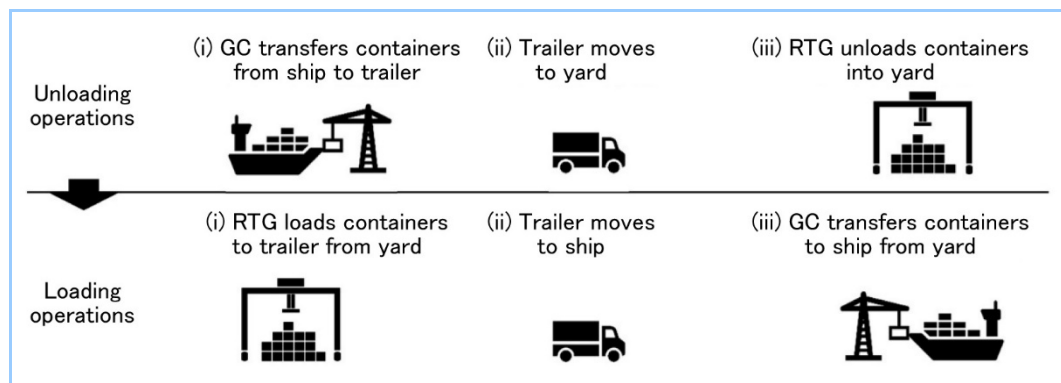 (i) GC transfers containers
from ship to trailer
(ii) Trailer moves
to yard
(iii) RTG unloads containers
into yard
Unloading
operations
(i) RTG loads containers
to trailer from yard
(ii) Trailer moves
to ship
(iii) GC transfers containers
to ship from yard
Loading
operations